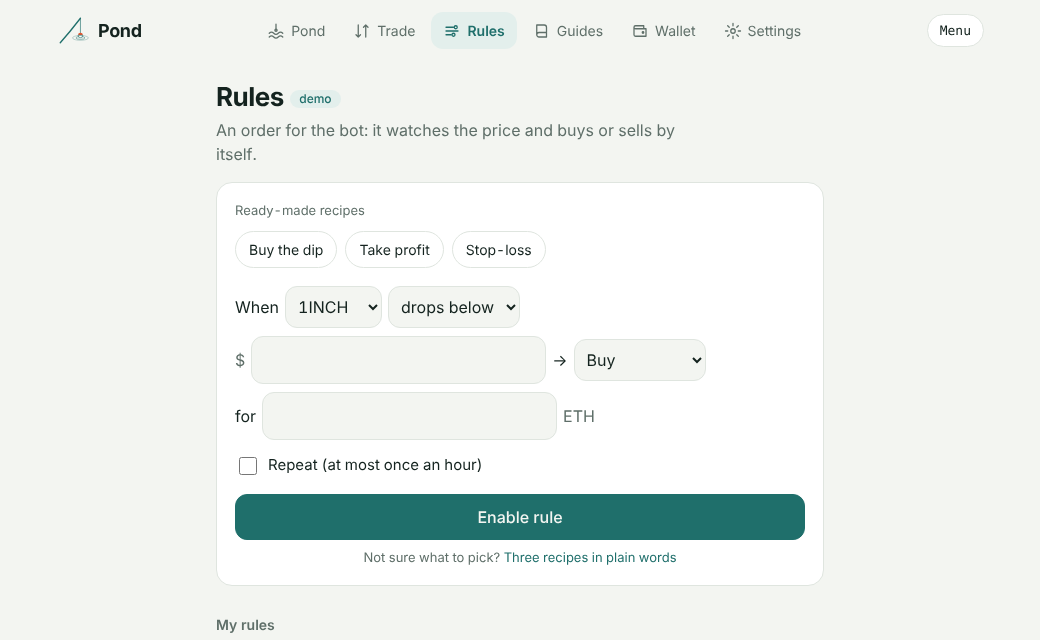 Pond
Pond
Trade
Rules
Guides
Wallet
Settings
Menu
Rules demo
An order for the bot: it watches the price and buys or sells by
itself.
Ready-made recipes
Buy the dip
Take profit
Stop-loss
When 1INCH drops below
$ → Buy
for ETH
Repeat (at most once an hour)
Enable rule
Not sure what to pick? Three recipes in plain words
My rules